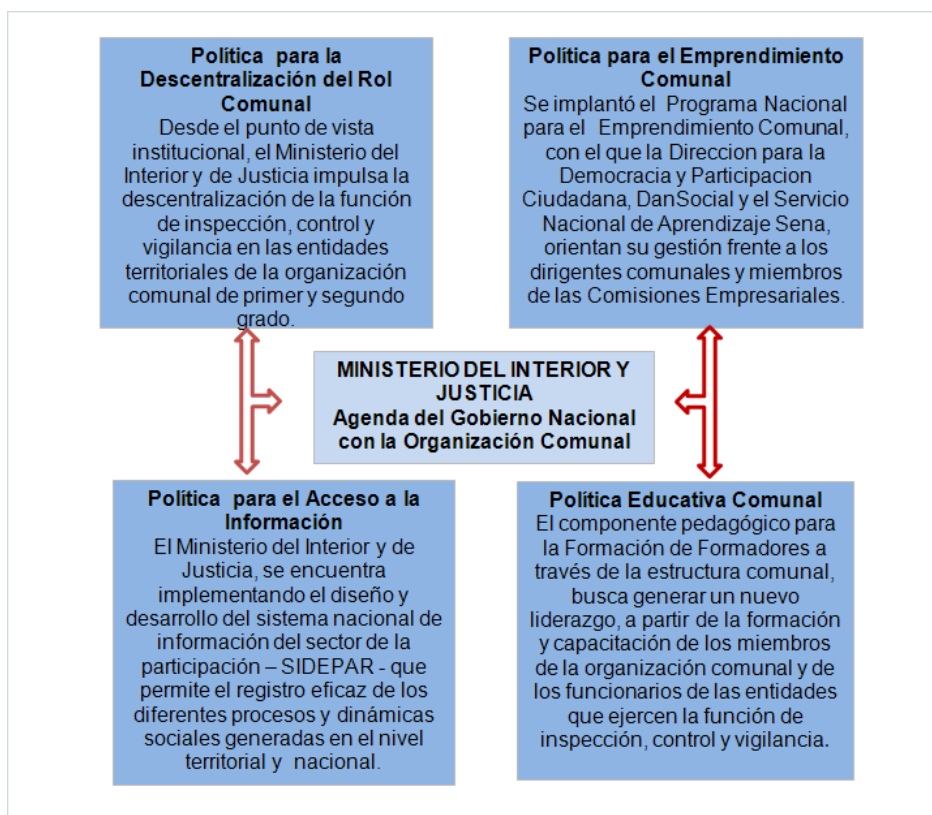 Política para la
Descentralización del Rol
Comunal
Desde el punto de vista
institucional, el Ministerio del
Interior y de Justicia impulsa la
descentralización de la función
de inspección, control y
vigilancia en las entidades
territoriales de la organización
comunal de primer y segundo
grado.
Política para el Emprendimiento
Comunal
Se implantó el Programa Nacional
para el Emprendimiento Comunal,
con el que la Direccion para la
Democracia y Participacion
Ciudadana, DanSocial y el Servicio
Nacional de Aprendizaje Sena,
orientan su gestión frente a los
dirigentes comunales y miembros
de las Comisiones Empresariales.
MINISTERIO DEL INTERIOR Y
JUSTICIA
Agenda del Gobierno Nacional
con la Organización Comunal
Política para el Acceso a la
Información
El Ministerio del Interior y de
Justicia, se encuentra
implementando el diseño y
desarrollo del sistema nacional de
información del sector de la
participación – SIDEPAR - que
permite el registro eficaz de los
diferentes procesos y dinámicas
sociales generadas en el nivel
territorial y nacional.
Política Educativa Comunal
El componente pedagógico para
la Formación de Formadores a
través de la estructura comunal,
busca generar un nuevo
liderazgo, a partir de la formación
y capacitación de los miembros
de la organización comunal y de
los funcionarios de las entidades
que ejercen la función de
inspección, control y vigilancia.